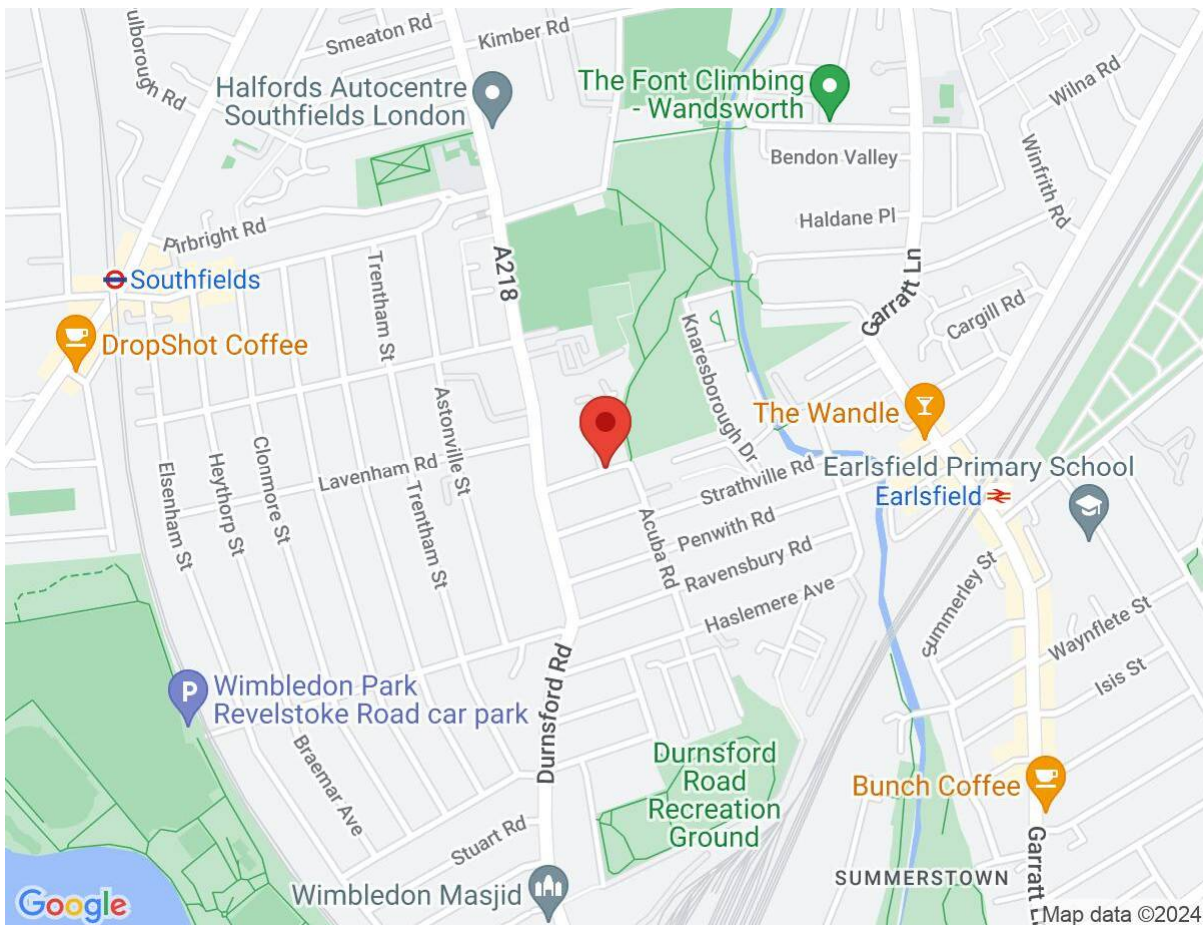 ulborough Rd
Smeaton Rd
Kimber Rd
Halfords Autocentre
Southfields London
The Font Climbing
- Wandsworth
Wilna Rd
Bendon Valley
Winfrith Rd
Haldane Pl
Pirbright Rd
A218
Southfields
Trentham St
Garratt Ln
Cargill Rd
DropShot Coffee
Knaresborough Dr
Astonville St
The Wandle
Clonmore St
Heythorp St
Elsenham St
Lavenham Rd
Trentham St
Earlsfield Primary School
Strathville Rd
Earlsfield
Acuba Rd
Penwith Rd
Ravensbury Rd
Haslemere Ave
Summerley St
Waynflete St
Isis St
Wimbledon Park
Revelstoke Road car park
P
Durnsford Rd
Braemar Ave
Durnsford
Road
Recreation
Ground
Bunch Coffee
Stuart Rd
Garratt Ln
Wimbledon Masjid
SUMMERSTOWN
Google
Map data ©2024